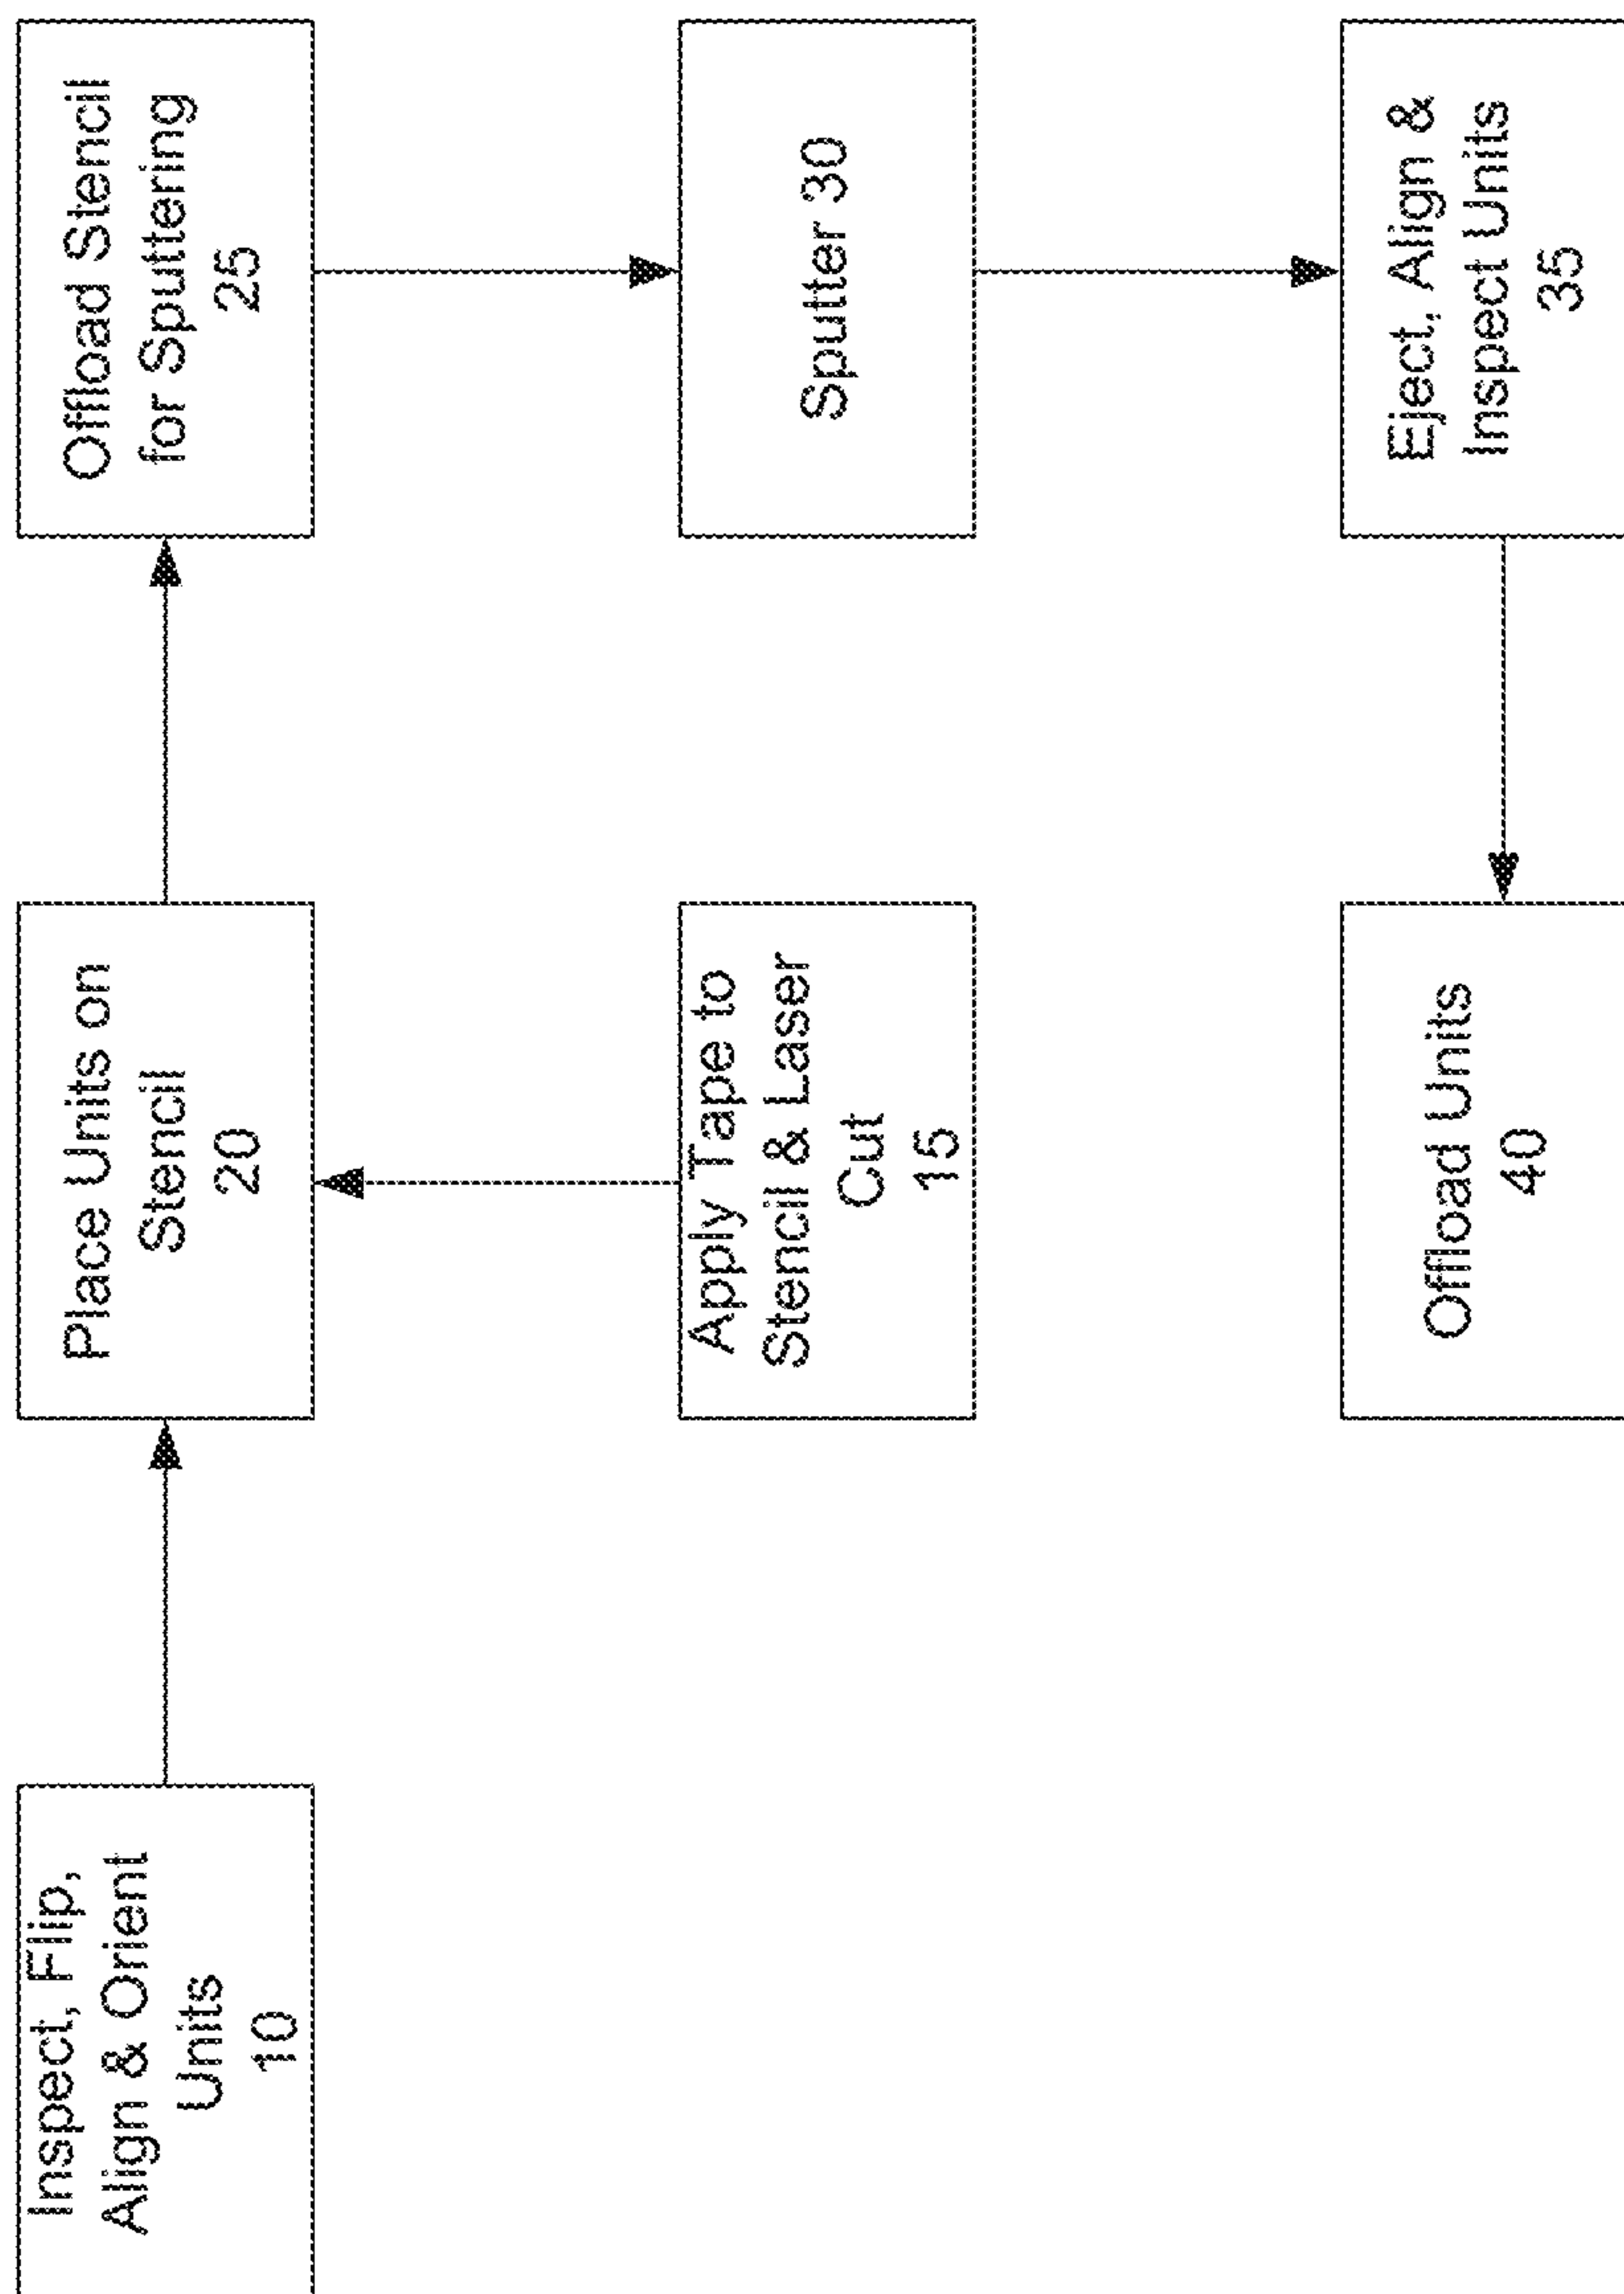 Inspect, Flip,
Align & Orient
Units
10
Place Units on
Stencil
20
Offload Stencil
for Sputtering
25
Apply Tape to
Stencil & Laser
Cut
15
Sputter 30
Offload Units
40
Eject, Align &
Inspect Units
35